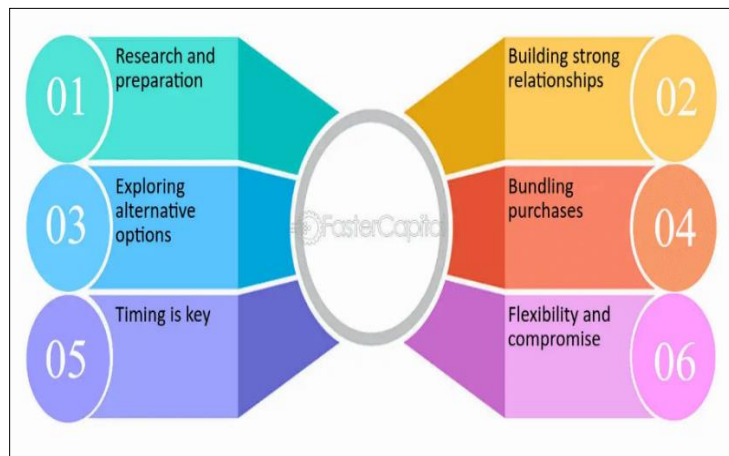 01
Research and
preparation
Building strong
relationships
02
03
Exploring
alternative
options
Bundling
purchases
04
FasterCapital
05
Timing is key
Flexibility and
compromise
06